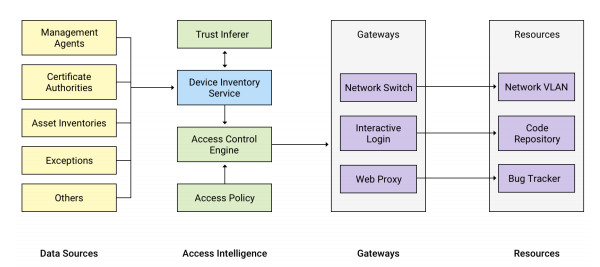 Management
Agents
Certificate
Authorities
Asset Inventories
Exceptions
Others
Data Sources
Trust Inferer
Device Inventory
Service
Access Control
Engine
Access Policy
Access Intelligence
Gateways
Network Switch
Interactive
Login
Web Proxy
Gateways
Resources
Network VLAN
Code
Repository
Bug Tracker
Resources